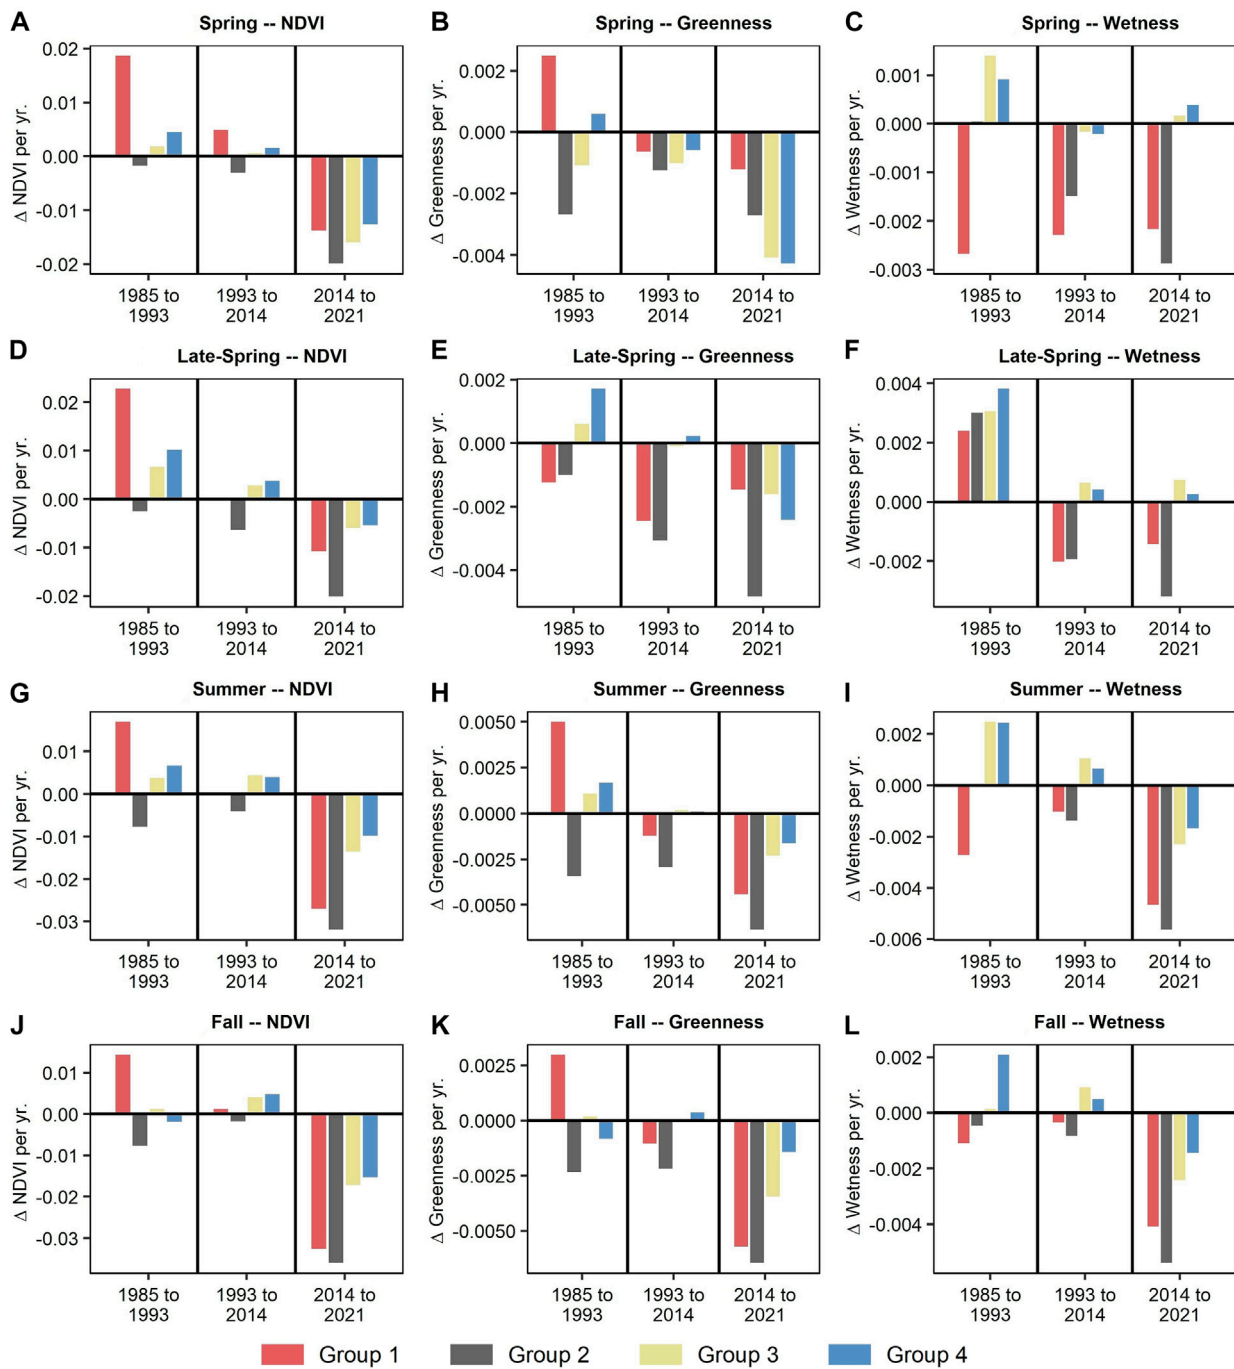 A Spring -- NDVI
Δ NDVI per yr.
0.02
0.01
0.00
-0.01
-0.02
1985 to 1993
1993 to 2014
2014 to 2021
B Spring -- Greenness
Δ Greenness per yr.
0.002
0.000
-0.002
-0.004
1985 to 1993
1993 to 2014
2014 to 2021
C Spring -- Wetness
Δ Wetness per yr.
0.001
0.000
-0.001
-0.002
-0.003
1985 to 1993
1993 to 2014
2014 to 2021
D Late-Spring -- NDVI
Δ NDVI per yr.
0.02
0.01
0.00
-0.01
-0.02
1985 to 1993
1993 to 2014
2014 to 2021
E Late-Spring -- Greenness
Δ Greenness per yr.
0.002
0.000
-0.002
-0.004
1985 to 1993
1993 to 2014
2014 to 2021
F Late-Spring -- Wetness
Δ Wetness per yr.
0.004
0.002
0.000
-0.002
1985 to 1993
1993 to 2014
2014 to 2021
G Summer -- NDVI
Δ NDVI per yr.
0.01
0.00
-0.01
-0.02
-0.03
1985 to 1993
1993 to 2014
2014 to 2021
H Summer -- Greenness
Δ Greenness per yr.
0.0050
0.0025
0.0000
-0.0025
-0.0050
1985 to 1993
1993 to 2014
2014 to 2021
I Summer -- Wetness
Δ Wetness per yr.
0.002
0.000
-0.002
-0.004
-0.006
1985 to 1993
1993 to 2014
2014 to 2021
J Fall -- NDVI
Δ NDVI per yr.
0.01
0.00
-0.01
-0.02
-0.03
1985 to 1993
1993 to 2014
2014 to 2021
K Fall -- Greenness
Δ Greenness per yr.
0.0025
0.0000
-0.0025
-0.0050
1985 to 1993
1993 to 2014
2014 to 2021
L Fall -- Wetness
Δ Wetness per yr.
0.002
0.000
-0.002
-0.004
1985 to 1993
1993 to 2014
2014 to 2021
Group 1 Group 2 Group 3 Group 4